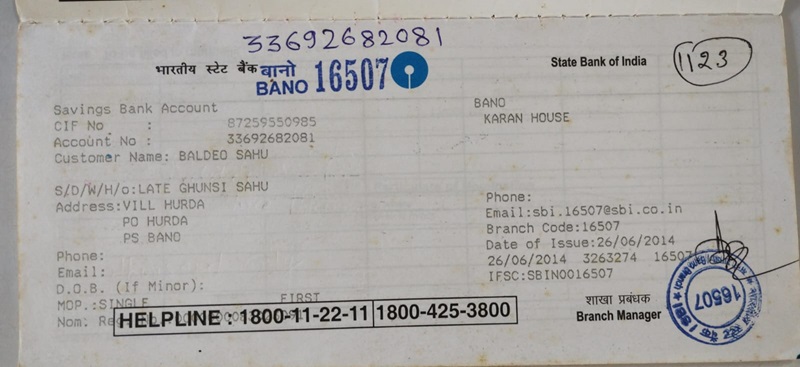 33692682081
भारतीय स्टेट बैंक बानो 16507 State Bank of India 1123
BANO
Savings Bank Account
CIF No : 87259550985
Account No : 33692682081
Customer Name: BALDEO SAHU
S/D/W/H/o:LATE GHUNSI SAHU
Address:VILL HURDA
PO HURDA
PS BANO
Phone:
Email:
D.O.B. (If Minor):
MOP.:SINGLE FIRST
Nom. Re
HELPLINE : 1800-11-22-11 1800-425-3800
BANO
KARAN HOUSE
Phone:
Email:sbi.16507@sbi.co.in
Branch Code:16507
Date of Issue:26/06/2014
26/06/2014 3263274 16507
IFSC:SBIN0016507
शाखा प्रबंधक
Branch Manager
16507